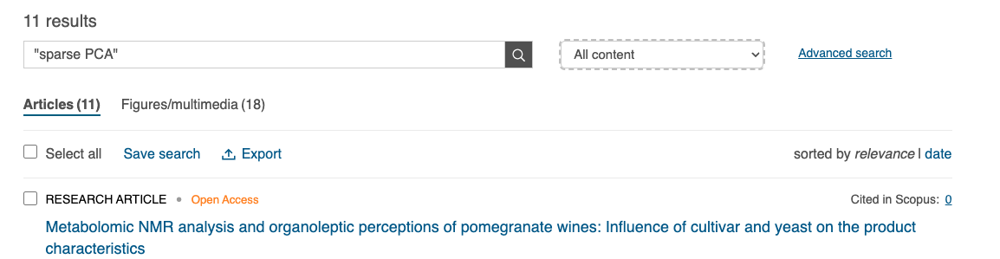 11 results
"sparse PCA"
All content
Advanced search
Articles (11) Figures/multimedia (18)
Select all Save search Export sorted by relevance | date
RESEARCH ARTICLE • Open Access Cited in Scopus: 0
Metabolomic NMR analysis and organoleptic perceptions of pomegranate wines: Influence of cultivar and yeast on the product
characteristics